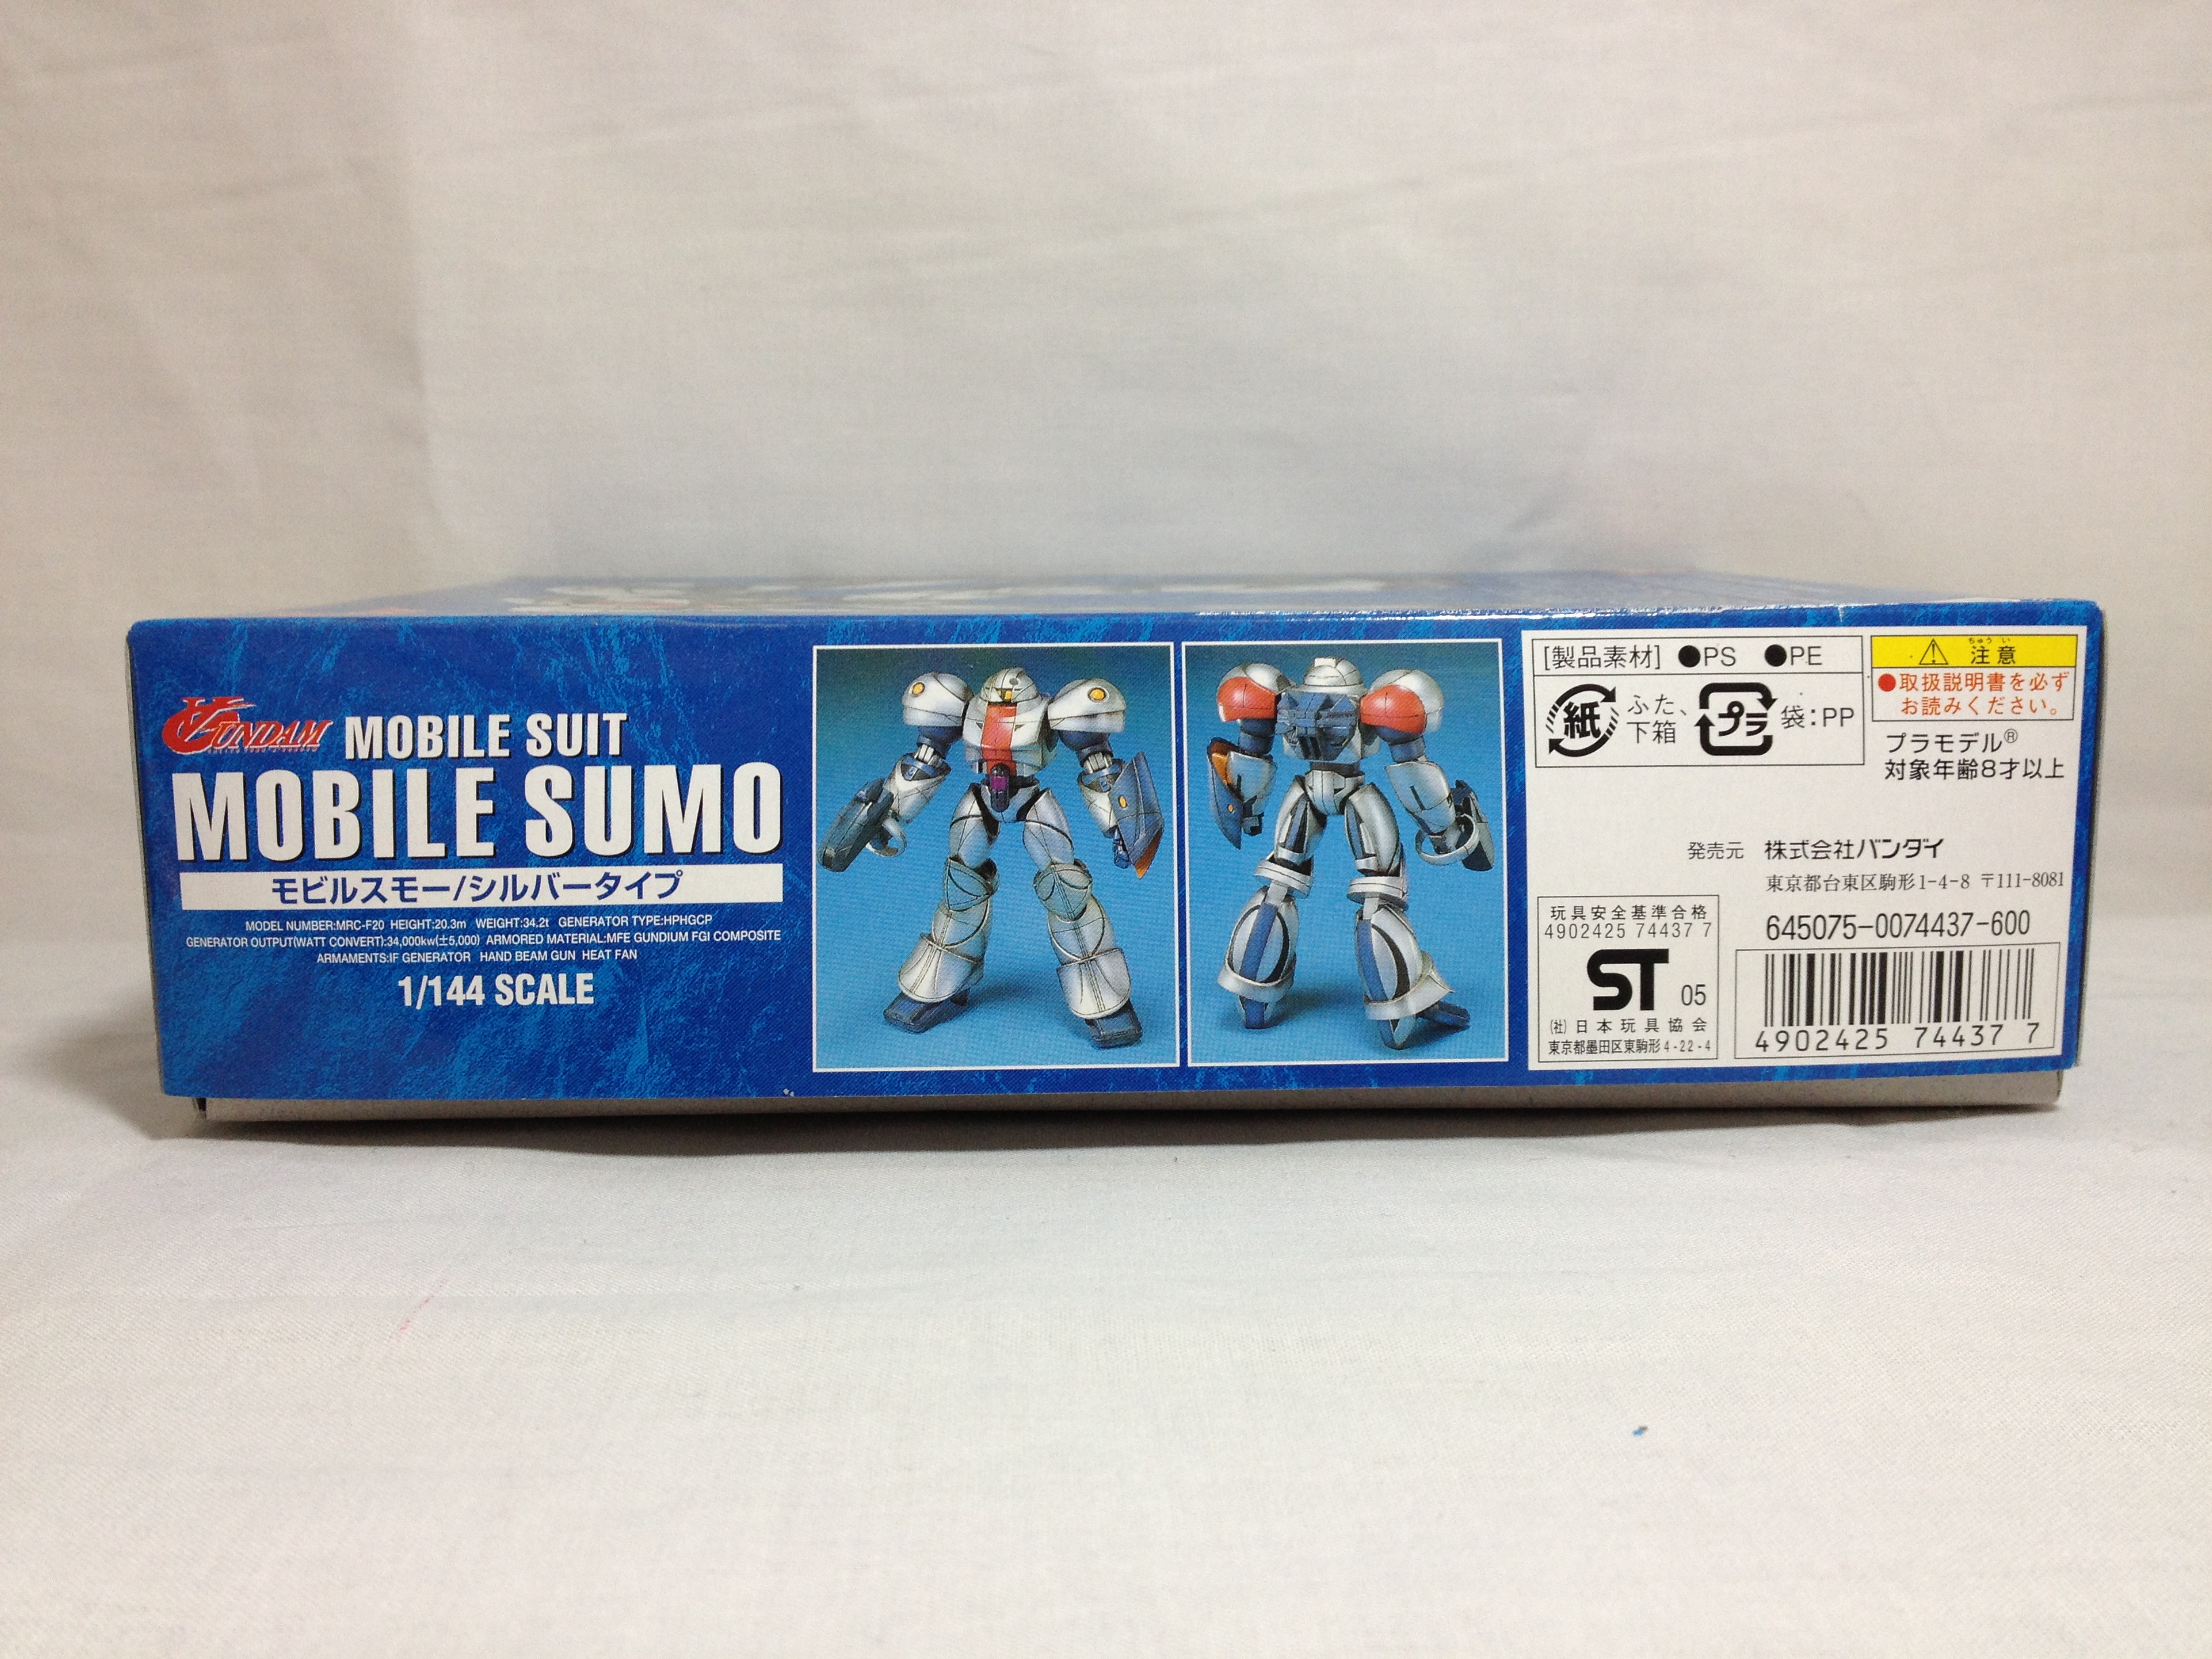 ∀GUNDAM
MOBILE SUIT
MOBILE SUMO
モビルスモー/シルバータイプ
MODEL NUMBER:MRC-F20 HEIGHT:20.3m WEIGHT:34.2t GENERATOR TYPE:HPHGCP
GENERATOR OUTPUT(WATT CONVERT):34,000kw(±5,000) ARMORED MATERIAL:MFE GUNDIUM FGI COMPOSITE
ARMAMENTS:IF GENERATOR HAND BEAM GUN HEAT FAN
1/144 SCALE
[製品素材] ●PS ●PE
紙 ふた、下箱 プラ 袋:PP
ちゅうい
⚠ 注意
●取扱説明書を必ず
お読みください。
プラモデル®
対象年齢8才以上
発売元 株式会社バンダイ
東京都台東区駒形1-4-8 〒111-8081
645075-0074437-600
玩具安全基準合格
4902425 74437 7
ST 05
(社)日本玩具協会
東京都墨田区東駒形4-22-4
4902425 74437 7